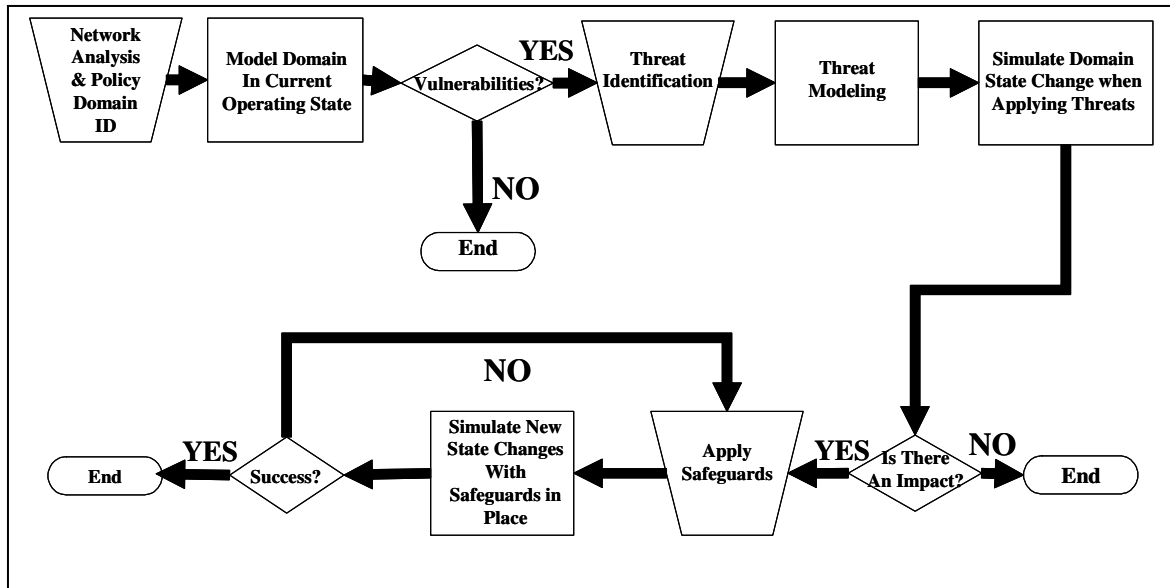 Network
Analysis
& Policy
Domain
ID
Model Domain
In Current
Operating State
Vulnerabilities?
YES
NO
End
Threat
Identification
Threat
Modeling
Simulate Domain
State Change when
Applying Threats
Is There
An Impact?
NO
End
YES
Apply
Safeguards
Simulate New
State Changes
With
Safeguards in
Place
Success?
NO
YES
End